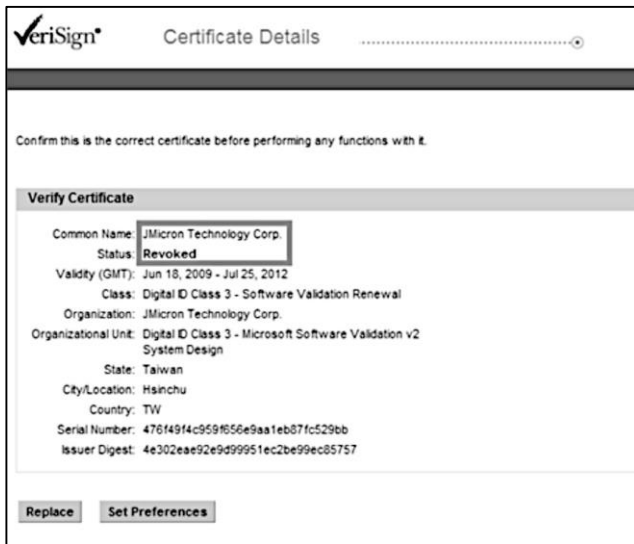 VeriSign
Certificate Details
Confirm this is the correct certificate before performing any functions with it.
Verify Certificate
Common Name: JMicron Technology Corp.
Status: Revoked
Validity (GMT): Jun 18, 2009 - Jul 25, 2012
Class: Digital ID Class 3 - Software Validation Renewal
Organization: JMicron Technology Corp.
Organizational Unit: Digital ID Class 3 - Microsoft Software Validation v2
System Design
State: Taiwan
City/Location: Hsinchu
Country: TW
Serial Number: 476f49f4c959f656e9aa1eb87fc529bb
Issuer Digest: 4e302eae92e9d99951ec2be99ec85757
Replace Set Preferences